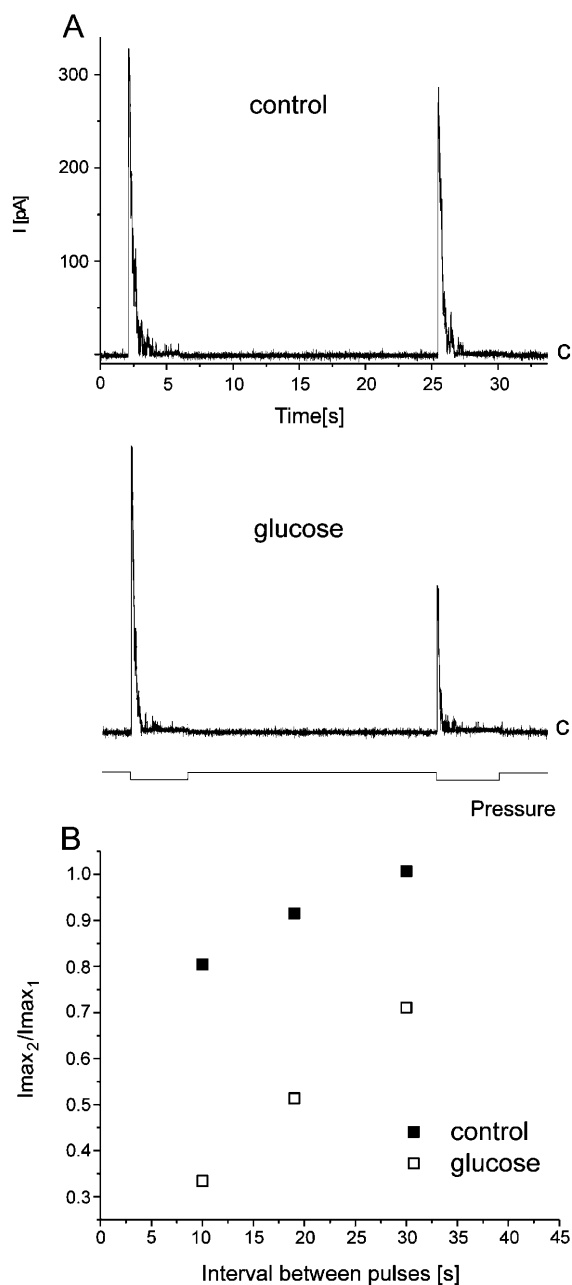 A
control
I [pA]
300
200
100
C
0 5 10 15 20 25 30
Time[s]
glucose
C
Pressure
B
Imax2/Imax1
1.0
0.9
0.8
0.7
0.6
0.5
0.4
0.3
control
glucose
0 5 10 15 20 25 30 35 40 45
Interval between pulses [s]